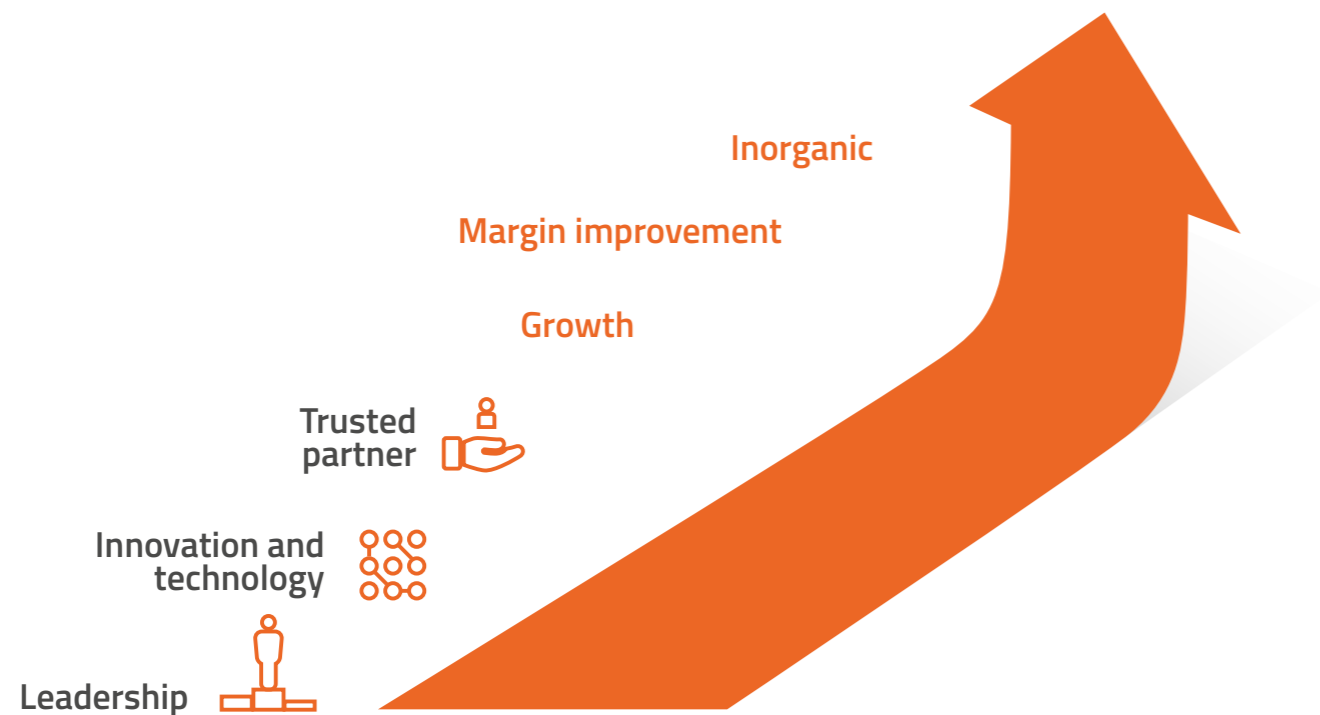 Inorganic
Margin improvement
Growth
Trusted
partner
Innovation and
technology
Leadership